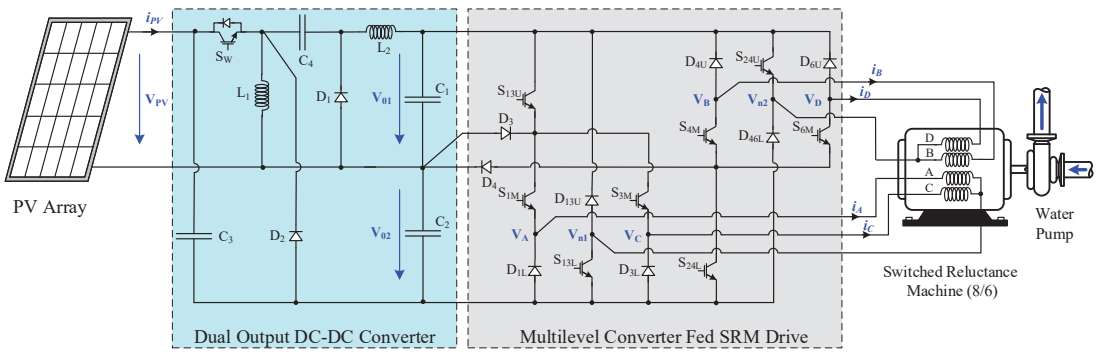 i_PV
V_PV
PV Array
S_W
C_4
L_2
L_1
D_1
V_01
C_1
C_3
D_2
V_02
C_2
Dual Output DC-DC Converter
S_13U
D_3
D_4
S_1M
D_13U
S_3M
V_A
V_n1
V_C
D_1L
S_13L
D_3L
D_4U
S_24U
D_6U
V_B
V_n2
V_D
S_4M
D_46L
S_6M
S_24L
Multilevel Converter Fed SRM Drive
i_B
i_D
i_A
i_C
D
B
A
C
Water
Pump
Switched Reluctance
Machine (8/6)